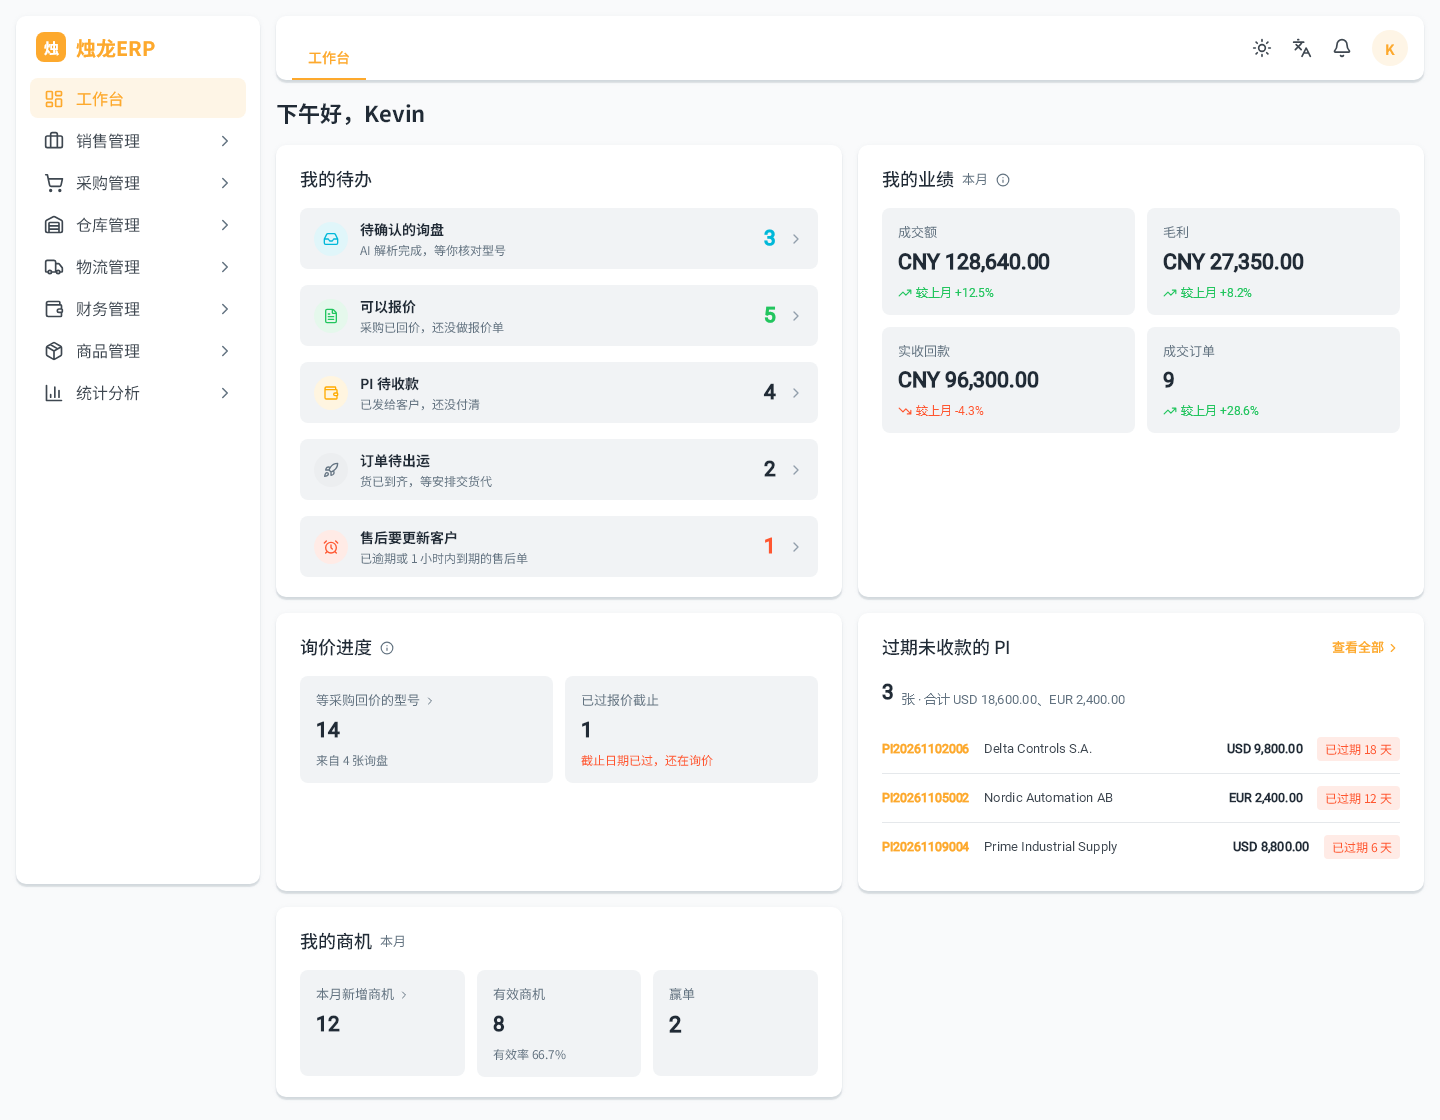 烛 烛龙ERP
工作台
销售管理
采购管理
仓库管理
物流管理
财务管理
商品管理
统计分析
工作台
K
下午好，Kevin
我的待办
待确认的询盘
AI 解析完成，等你核对型号
3
可以报价
采购已回价，还没做报价单
5
PI 待收款
已发给客户，还没付清
4
订单待出运
货已到齐，等安排交货代
2
售后要更新客户
已逾期或 1 小时内到期的售后单
1
我的业绩 本月
成交额
CNY 128,640.00
较上月 +12.5%
毛利
CNY 27,350.00
较上月 +8.2%
实收回款
CNY 96,300.00
较上月 -4.3%
成交订单
9
较上月 +28.6%
询价进度
等采购回价的型号
14
来自 4 张询盘
已过报价截止
1
截止日期已过，还在询价
过期未收款的 PI
查看全部
3 张 · 合计 USD 18,600.00、EUR 2,400.00
PI20261102006 Delta Controls S.A. USD 9,800.00 已过期 18 天
PI20261105002 Nordic Automation AB EUR 2,400.00 已过期 12 天
PI20261109004 Prime Industrial Supply USD 8,800.00 已过期 6 天
我的商机 本月
本月新增商机
12
有效商机
8
有效率 66.7%
赢单
2